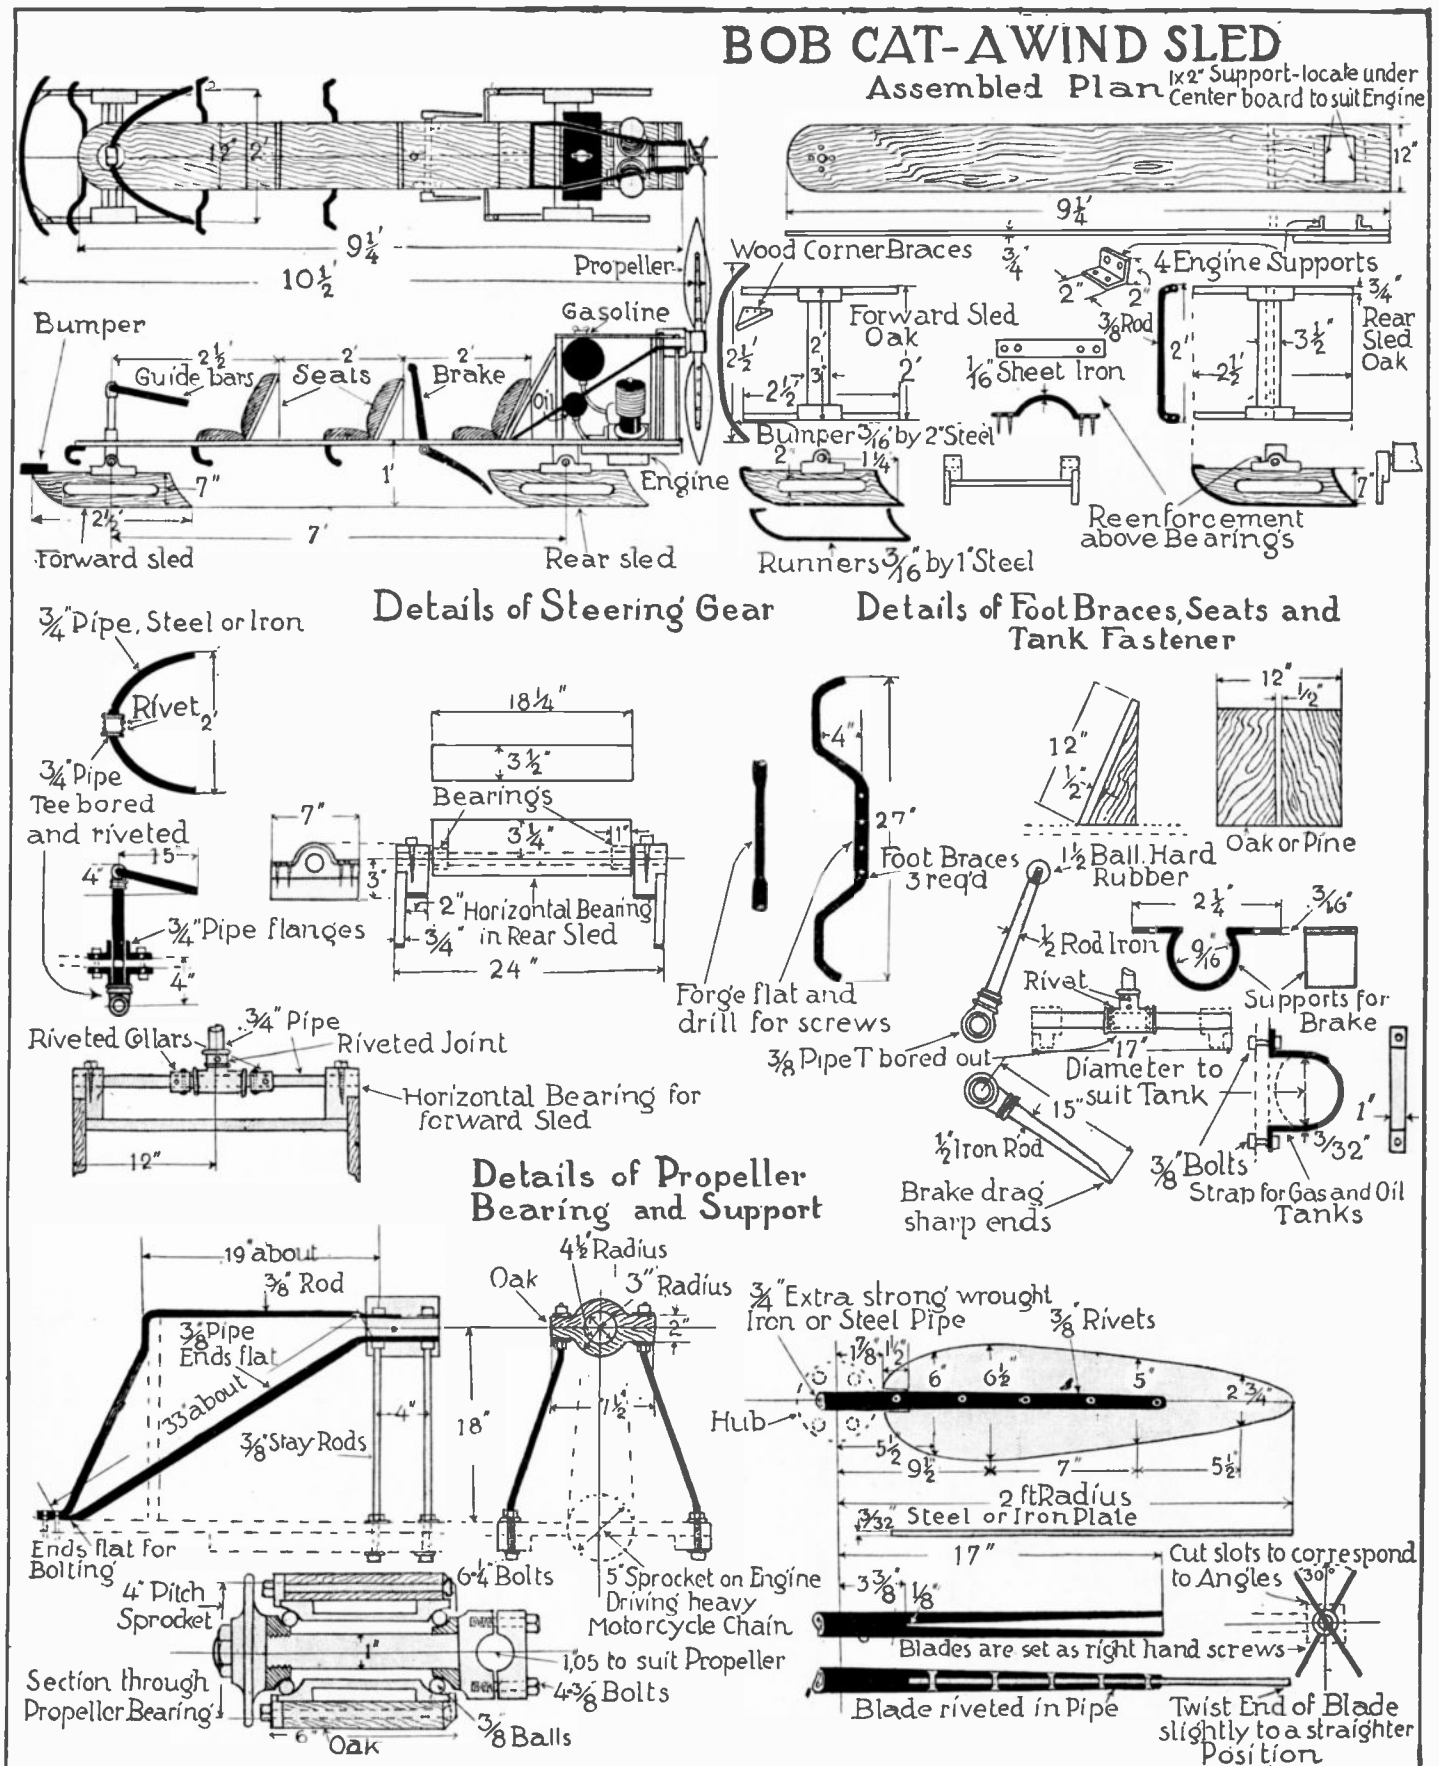 BOB CAT-A WIND SLED
Assembled Plan
1x2" Support-locate under
Center board to suit Engine
12"
2'
9¼'
10½'
12"
9¼'
¾"
Propeller
Gasoline
Bumper
2½'
2'
2'
Guide bars
Seats
Brake
Oil
1'
7"
2½'
7'
Engine
Forward sled
Rear sled
Wood Corner Braces
2"
2"
4 Engine Supports
Forward Sled
Oak
2½'
2'
3"
2'
2½'
⅜ Rod
1/16" Sheet Iron
2'
2½'
3½"
¾"
Rear
Sled
Oak
Bumper 3/16" by 2" Steel
2"
1¼"
7"
Reenforcement
above Bearings
Runners 3/16" by 1" Steel
Details of Steering Gear
¾" Pipe, Steel or Iron
Rivet
2'
¾" Pipe
Tee bored
and riveted
15"
4"
¾" Pipe flanges
4"
7"
3"
18¼"
3½"
Bearings
3¼"
1"
2"
¾"
Horizontal Bearing
in Rear Sled
24"
Riveted Collars
¾" Pipe
Riveted Joint
Horizontal Bearing for
forward Sled
12"
Details of Foot Braces, Seats and
Tank Fastener
4"
27"
Foot Braces
3 req'd
Forge flat and
drill for screws
12"
½"
12"
½"
Oak or Pine
1½" Ball. Hard
Rubber
½ Rod Iron
2¼"
3/16"
9/16"
Rivet
Supports for
Brake
⅜ Pipe T bored out
17"
Diameter to
suit Tank
15"
½" Iron Rod
Brake drag
sharp ends
3/32"
1"
⅜" Bolts
Strap for Gas and Oil
Tanks
Details of Propeller
Bearing and Support
19" about
⅜" Rod
⅜" Pipe
Ends flat
33" about
4"
⅜" Stay Rods
18"
Ends flat for
Bolting
4½" Radius
Oak
3" Radius
2"
7½"
6-¼" Bolts
5" Sprocket on Engine
Driving heavy
Motorcycle Chain
4" Pitch
Sprocket
1"
1,05 to suit Propeller
4-⅜" Bolts
Section through
Propeller Bearing
6"
Oak
⅜" Balls
¾" Extra strong wrought
Iron or Steel Pipe
⅜" Rivets
1⅞"
1½"
6"
6½"
5"
2¾"
Hub
5½
9½"
7"
5½"
2 ft Radius
3/32
Steel or Iron Plate
17"
3⅜"
⅛"
Cut slots to correspond
to Angles
30°
Blades are set as right hand screws
Blade riveted in Pipe
Twist End of Blade
slightly to a straighter
Position